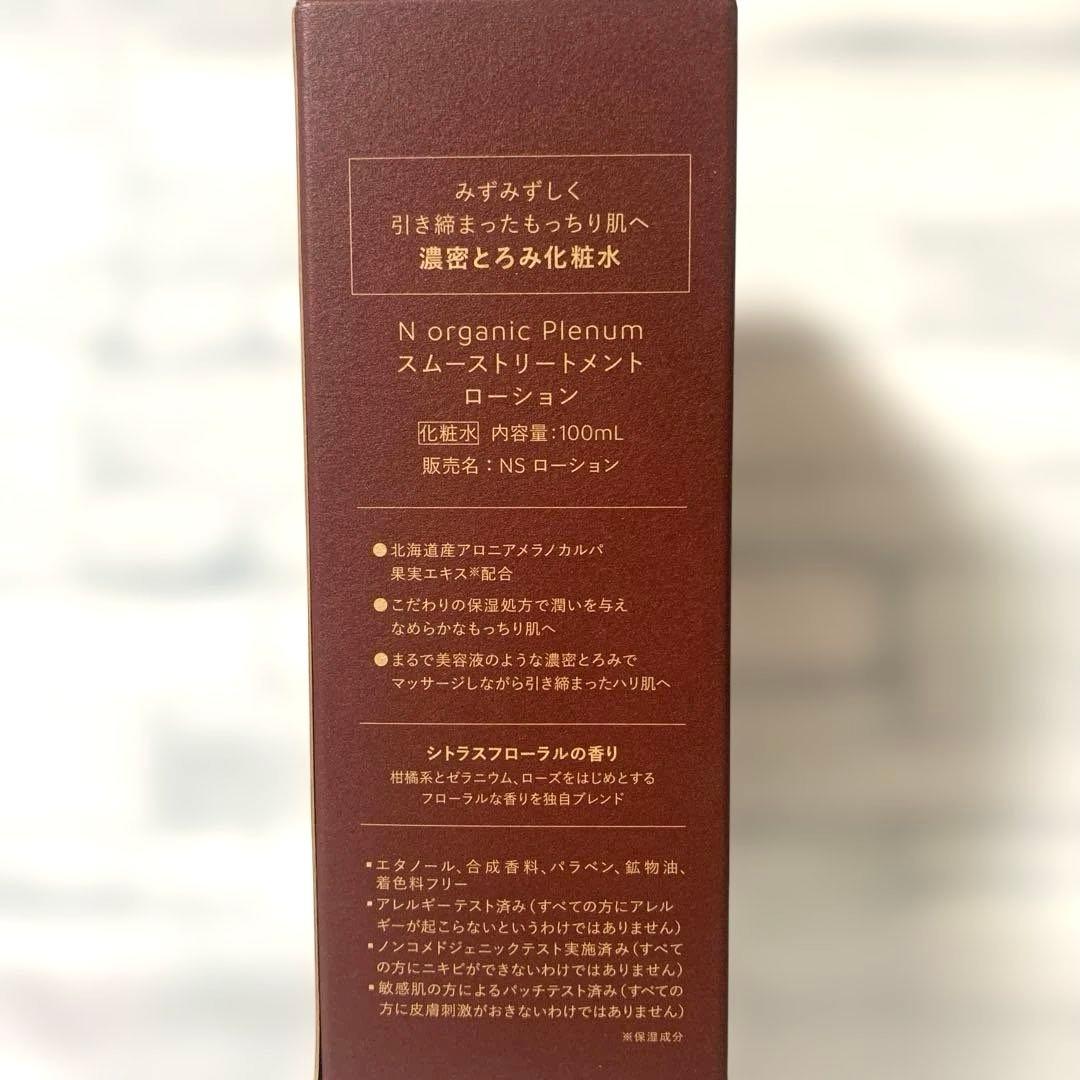 みずみずしく
引き締まったもっちり肌へ
濃密とろみ化粧水
N organic Plenum
スムーストリートメント
ローション
化粧水 内容量:100mL
販売名：NS ローション
●北海道産アロニアメラノカルパ
果実エキス※配合
●こだわりの保湿処方で潤いを与え
なめらかなもっちり肌へ
●まるで美容液のような濃密とろみで
マッサージしながら引き締まったハリ肌へ
シトラスフローラルの香り
柑橘系とゼラニウム、ローズをはじめとする
フローラルな香りを独自ブレンド
▪エタノール、合成香料、パラベン、鉱物油、
着色料フリー
▪アレルギーテスト済み(すべての方にアレル
ギーが起こらないというわけではありません)
▪ノンコメドジェニックテスト実施済み(すべて
の方にニキビができないわけではありません)
▪敏感肌の方によるパッチテスト済み(すべての
方に皮膚刺激がおきないわけではありません)
※保湿成分